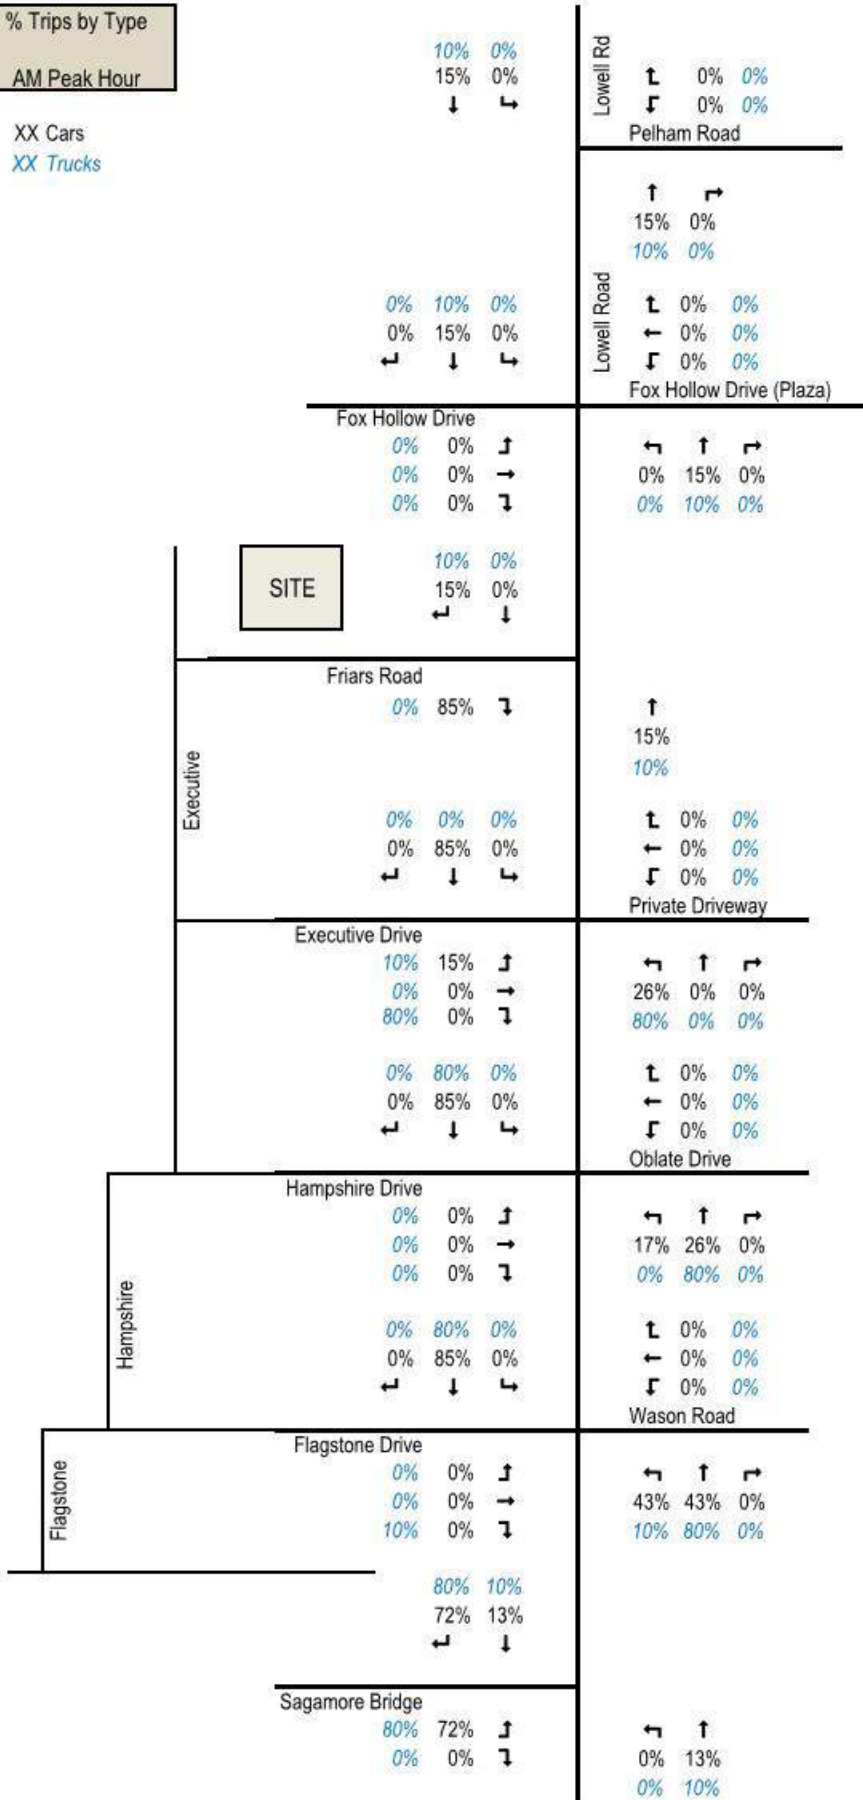 % Trips by Type
AM Peak Hour
XX Cars
XX Trucks
10% 0%
15% 0%
Lowell Rd
0% 0%
0% 0%
Pelham Road
15% 0%
10% 0%
0% 10% 0%
0% 15% 0%
Lowell Road
0% 0%
0% 0%
0% 0%
Fox Hollow Drive (Plaza)
Fox Hollow Drive
0% 0%
0% 0%
0% 0%
0% 15% 0%
0% 10% 0%
SITE
10% 0%
15% 0%
Friars Road
0% 85%
15%
10%
Executive
0% 0% 0%
0% 85% 0%
0% 0%
0% 0%
0% 0%
Private Driveway
Executive Drive
10% 15%
0% 0%
80% 0%
26% 0% 0%
80% 0% 0%
0% 80% 0%
0% 85% 0%
0% 0%
0% 0%
0% 0%
Oblate Drive
Hampshire Drive
0% 0%
0% 0%
0% 0%
17% 26% 0%
0% 80% 0%
Hampshire
0% 80% 0%
0% 85% 0%
0% 0%
0% 0%
0% 0%
Wason Road
Flagstone Drive
0% 0%
0% 0%
10% 0%
43% 43% 0%
10% 80% 0%
Flagstone
80% 10%
72% 13%
Sagamore Bridge
80% 72%
0% 0%
0% 13%
0% 10%